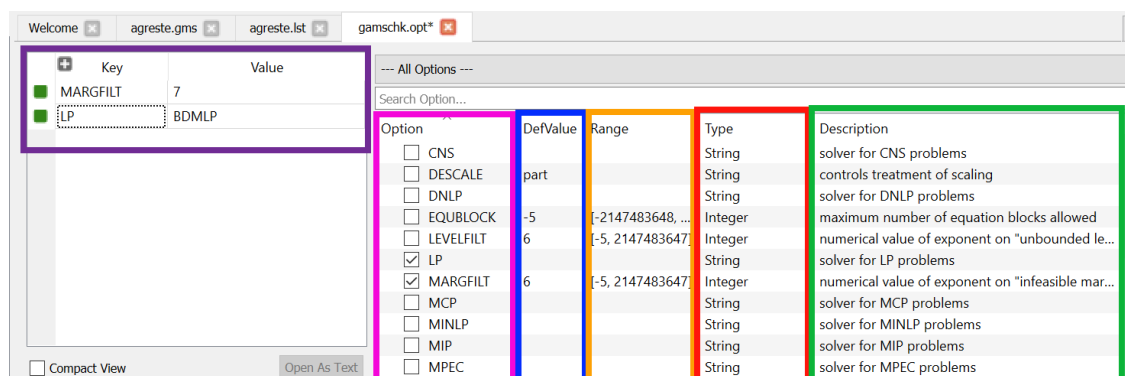 Welcome agreste.gms agreste.lst gamschk.opt*
Key Value
MARGFILT 7
LP BDMLP
--- All Options ---
Search Option...
Option DefValue Range Type Description
CNS String solver for CNS problems
DESCALE part String controls treatment of scaling
DNLP String solver for DNLP problems
EQUBLOCK -5 [-2147483648, ... Integer maximum number of equation blocks allowed
LEVELFILT 6 [-5, 2147483647] Integer numerical value of exponent on "unbounded le...
LP String solver for LP problems
MARGFILT 6 [-5, 2147483647] Integer numerical value of exponent on "infeasible mar...
MCP String solver for MCP problems
MINLP String solver for MINLP problems
MIP String solver for MIP problems
MPEC String solver for MPEC problems
Compact View Open As Text